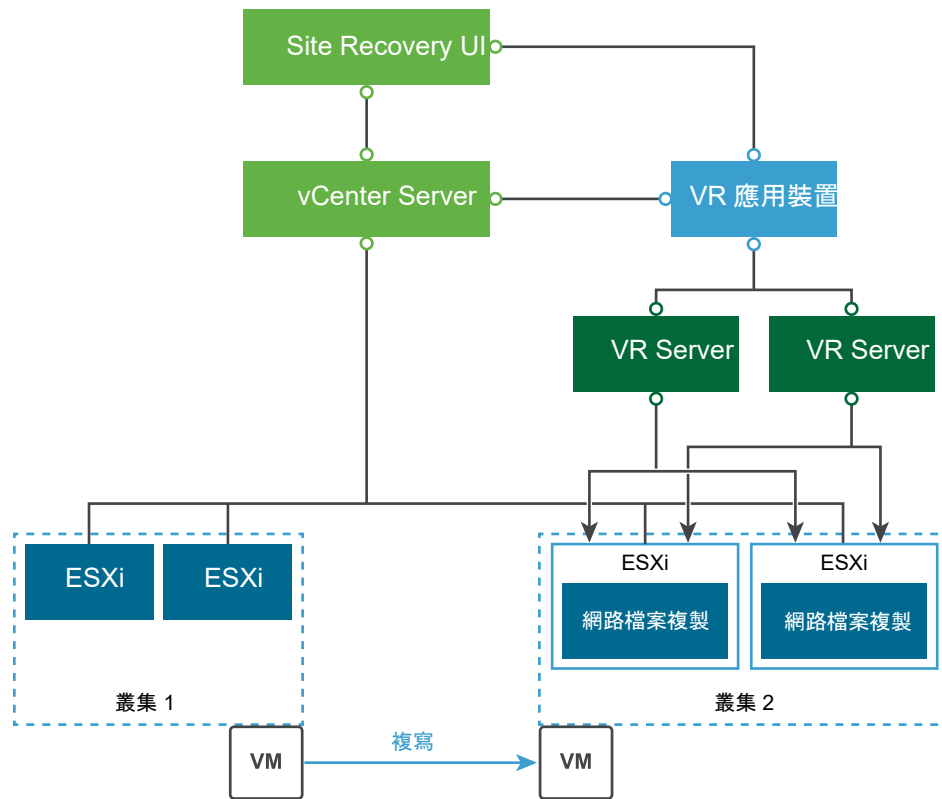 Site Recovery UI
vCenter Server
VR 應用裝置
VR Server
VR Server
ESXi
ESXi
ESXi
ESXi
網路檔案複製
網路檔案複製
叢集 1
叢集 2
VM
複寫
VM